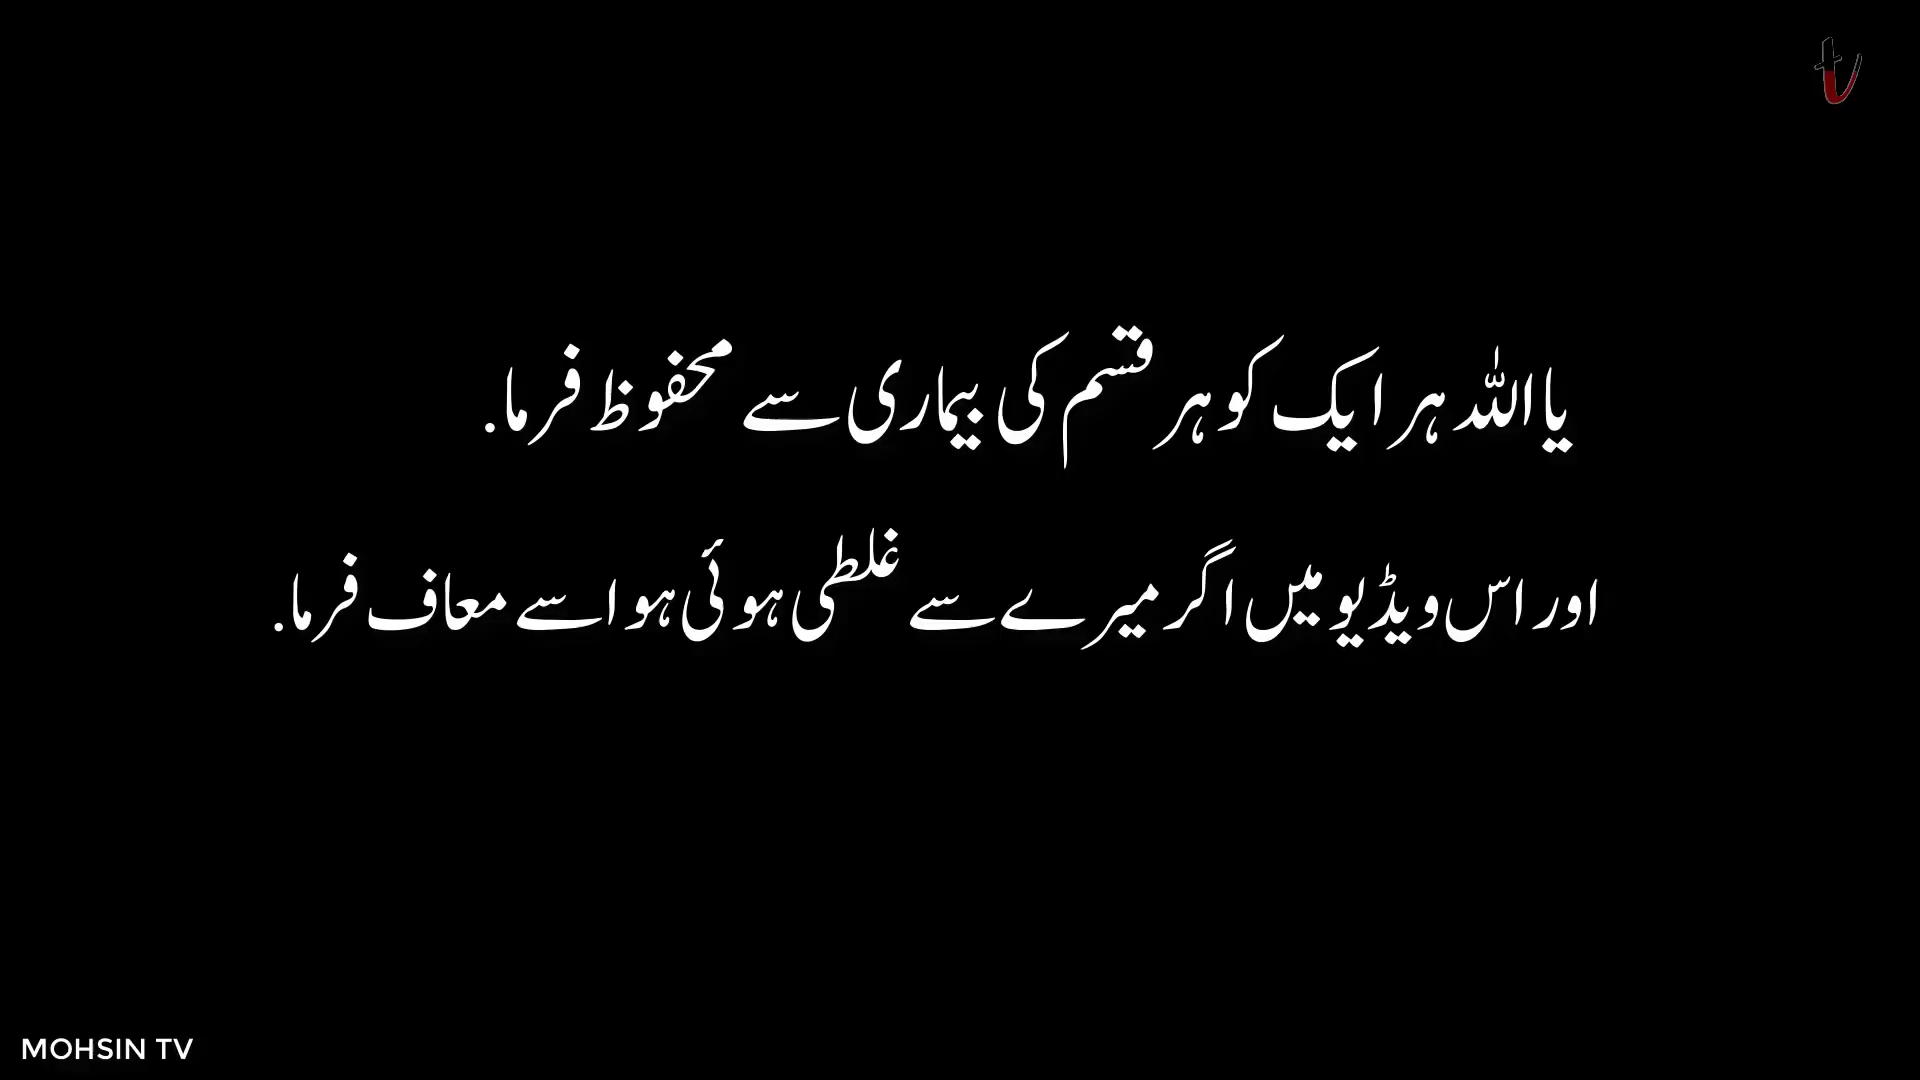 یا اللہ ہر ایک کو ہر قسم کی بیماری سے محفوظ فرما.
اور اس ویڈیو میں اگر میرے سے غلطی ہوئی ہو اسے معاف فرما.
MOHSIN TV